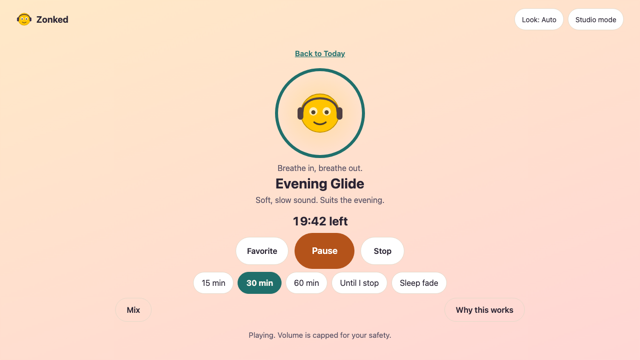 Zonked
Look: Auto
Studio mode
Back to Today
Breathe in, breathe out.
Evening Glide
Soft, slow sound. Suits the evening.
19:42 left
Favorite
Pause
Stop
15 min
30 min
60 min
Until I stop
Sleep fade
Mix
Why this works
Playing. Volume is capped for your safety.